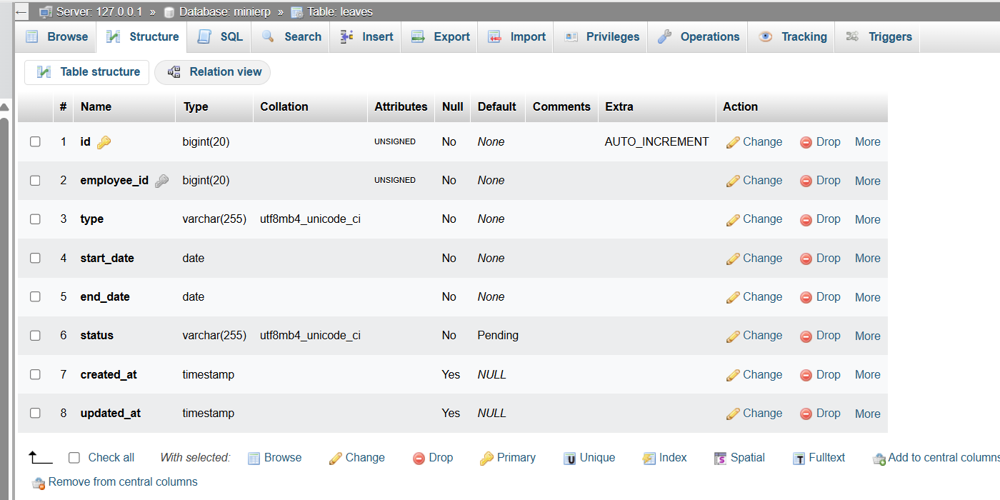 ← Server: 127.0.0.1 » Database: minierp » Table: leaves
Browse Structure SQL Search Insert Export Import Privileges Operations Tracking Triggers
Table structure Relation view
# Name Type Collation Attributes Null Default Comments Extra Action
1 id bigint(20) UNSIGNED No None AUTO_INCREMENT Change Drop More
2 employee_id bigint(20) UNSIGNED No None Change Drop More
3 type varchar(255) utf8mb4_unicode_ci No None Change Drop More
4 start_date date No None Change Drop More
5 end_date date No None Change Drop More
6 status varchar(255) utf8mb4_unicode_ci No Pending Change Drop More
7 created_at timestamp Yes NULL Change Drop More
8 updated_at timestamp Yes NULL Change Drop More
Check all With selected: Browse Change Drop Primary Unique Index Spatial Fulltext Add to central columns
Remove from central columns